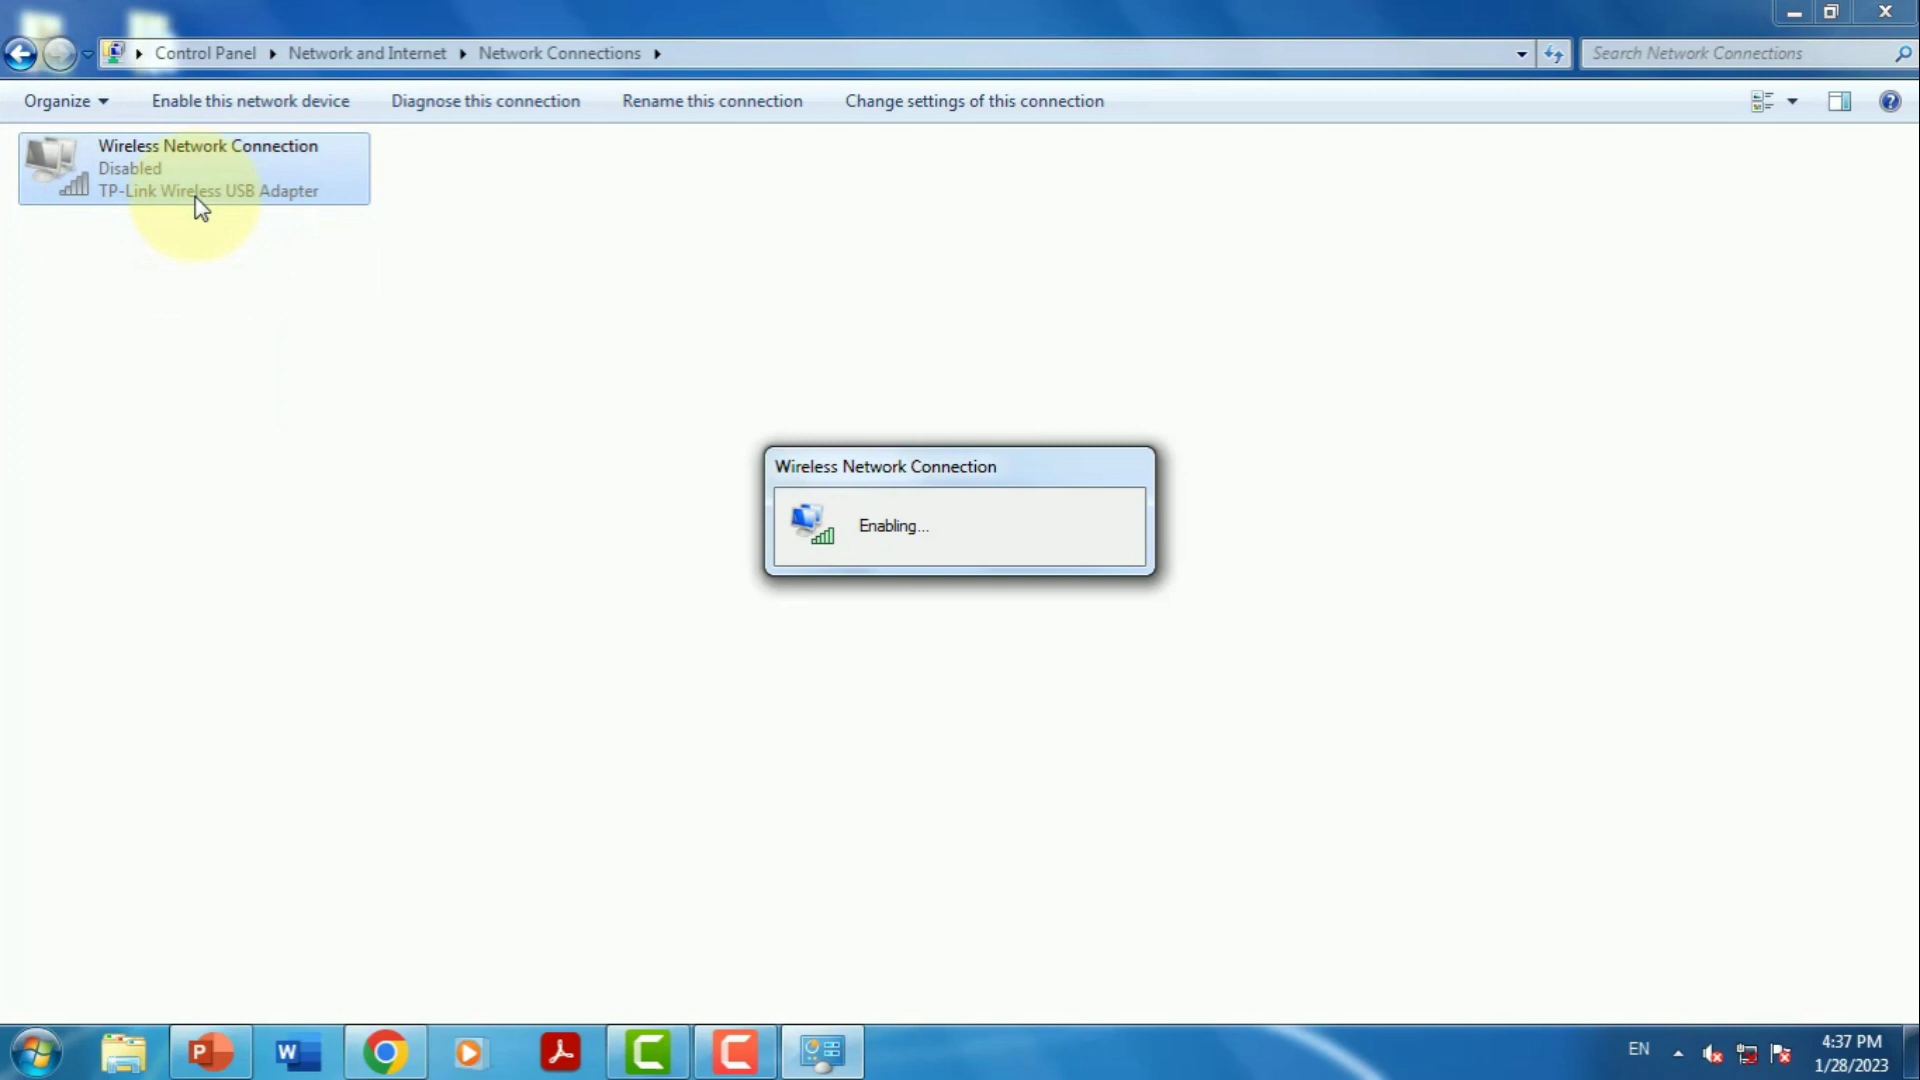 Control Panel Network and Internet Network Connections
Search Network Connections
Organize Enable this network device Diagnose this connection Rename this connection Change settings of this connection
Wireless Network Connection
Disabled
TP-Link Wireless USB Adapter
Wireless Network Connection
Enabling...
EN
4:37 PM
1/28/2023